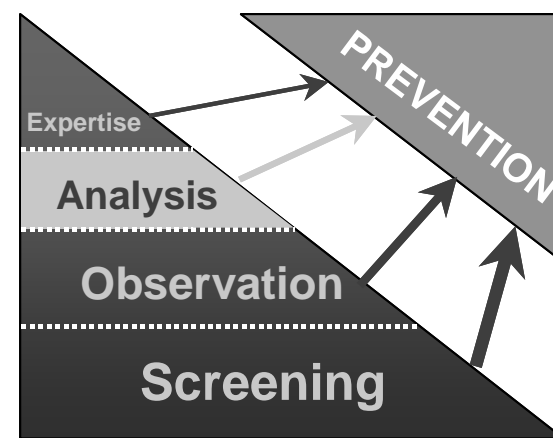 PREVENTION
Expertise
Analysis
Observation
Screening